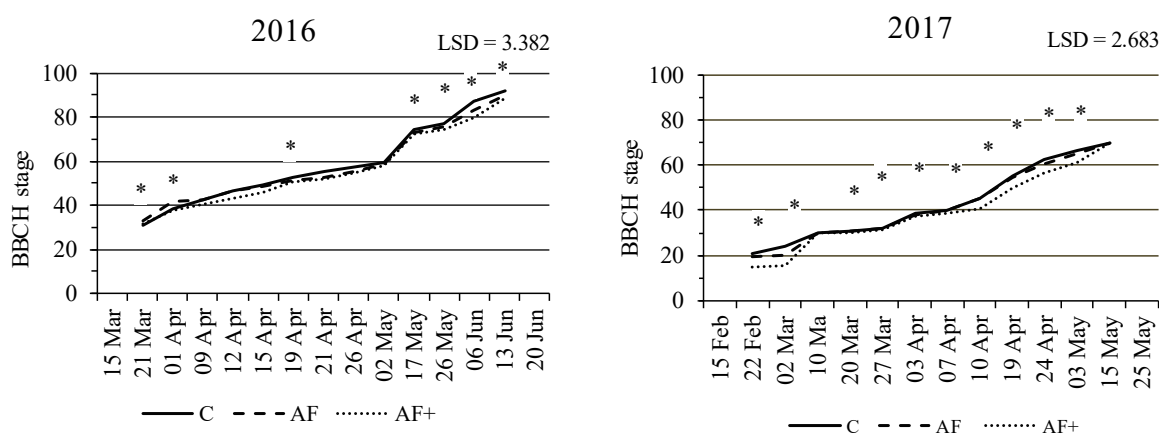 2016
LSD = 3.382
100
80
60
40
20
0
BBCH stage
* * * * * * *
15 Mar
21 Mar
01 Apr
09 Apr
12 Apr
15 Apr
19 Apr
21 Apr
26 Apr
02 May
17 May
26 May
06 Jun
13 Jun
20 Jun
C AF AF+
2017
LSD = 2.683
100
80
60
40
20
0
BBCH stage
* * * * * * * * * *
15 Feb
22 Feb
02 Mar
10 Ma
20 Mar
27 Mar
03 Apr
07 Apr
10 Apr
19 Apr
24 Apr
03 May
15 May
25 May
C AF AF+